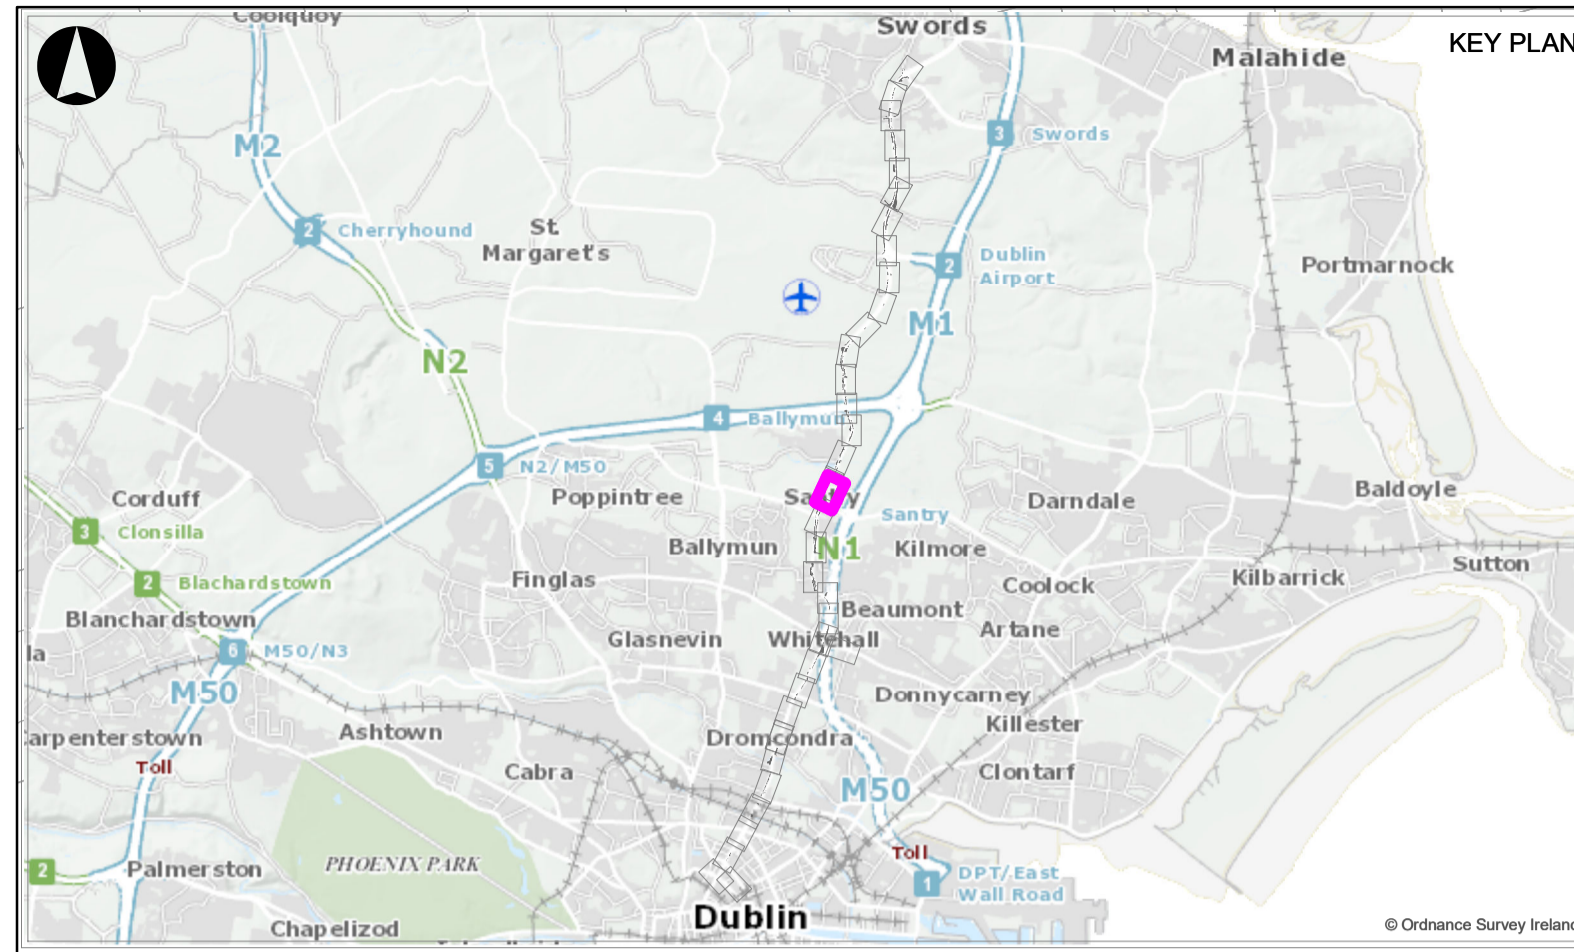 Coolquoy
Swords
Malahide
KEY PLAN
M2
3
Swords
2
Cherryhound
St.
Margaret's
Dublin
Airport
2
Portmarnock
M1
N2
4
Ballymun
5
N2/M50
Corduff
Poppintree
Santry
Darndale
Baldoyle
3
Clonsilla
Santry
Ballymun
N1
Kilmore
2
Blachardstown
Finglas
Coolock
Kilbarrick
Sutton
Blanchardstown
Beaumont
Glasnevin
Whitehall
Artane
la
6
M50/N3
M50
Donnycarney
Killester
arpenterstown
Ashtown
Dromcondra
Toll
Cabra
Clontarf
M50
2
Palmerston
PHOENIX PARK
Toll
1
DPT/East
Wall Road
Dublin
Chapelizod
© Ordnance Survey Ireland